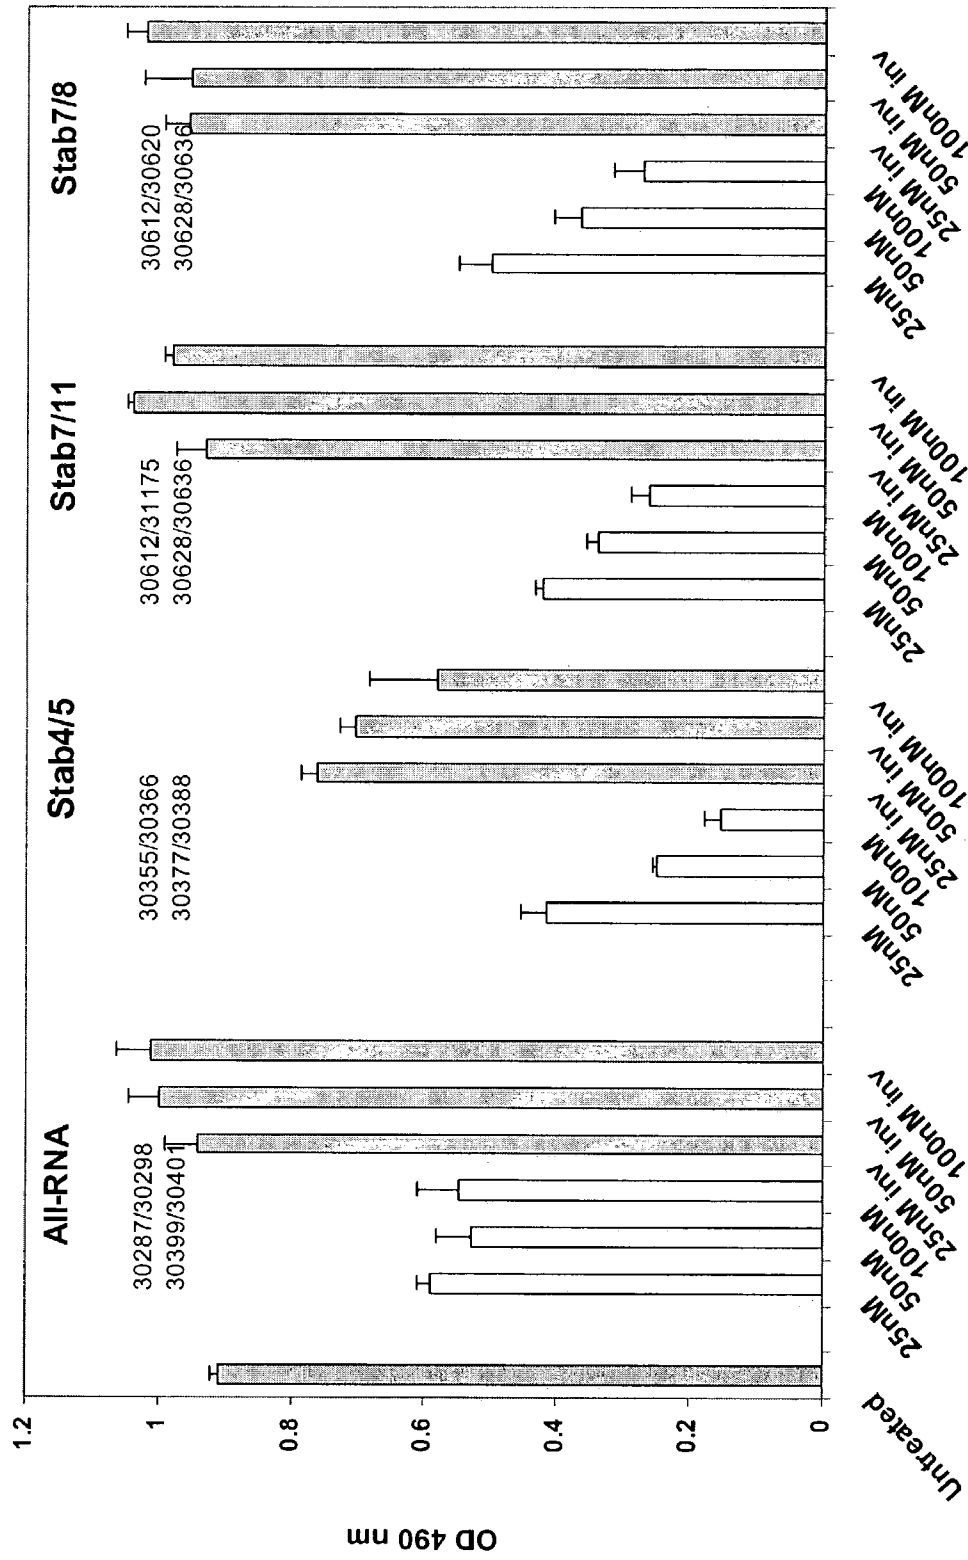 All-RNA
30287/30298
30399/30401
Stab4/5
30355/30366
30377/30388
Stab7/11
30612/31175
30628/30636
Stab7/8
30612/30620
30628/30636
OD 490 nm
1.2
1
0.8
0.6
0.4
0.2
0
Untreated
25nM
50nM
100nM
25nM inv
50nM inv
100nM inv
25nM
50nM
100nM
25nM inv
50nM inv
100nM inv
25nM
50nM
100nM
25nM inv
50nM inv
100nM inv
25nM
50nM
100nM
25nM inv
50nM inv
100nM inv